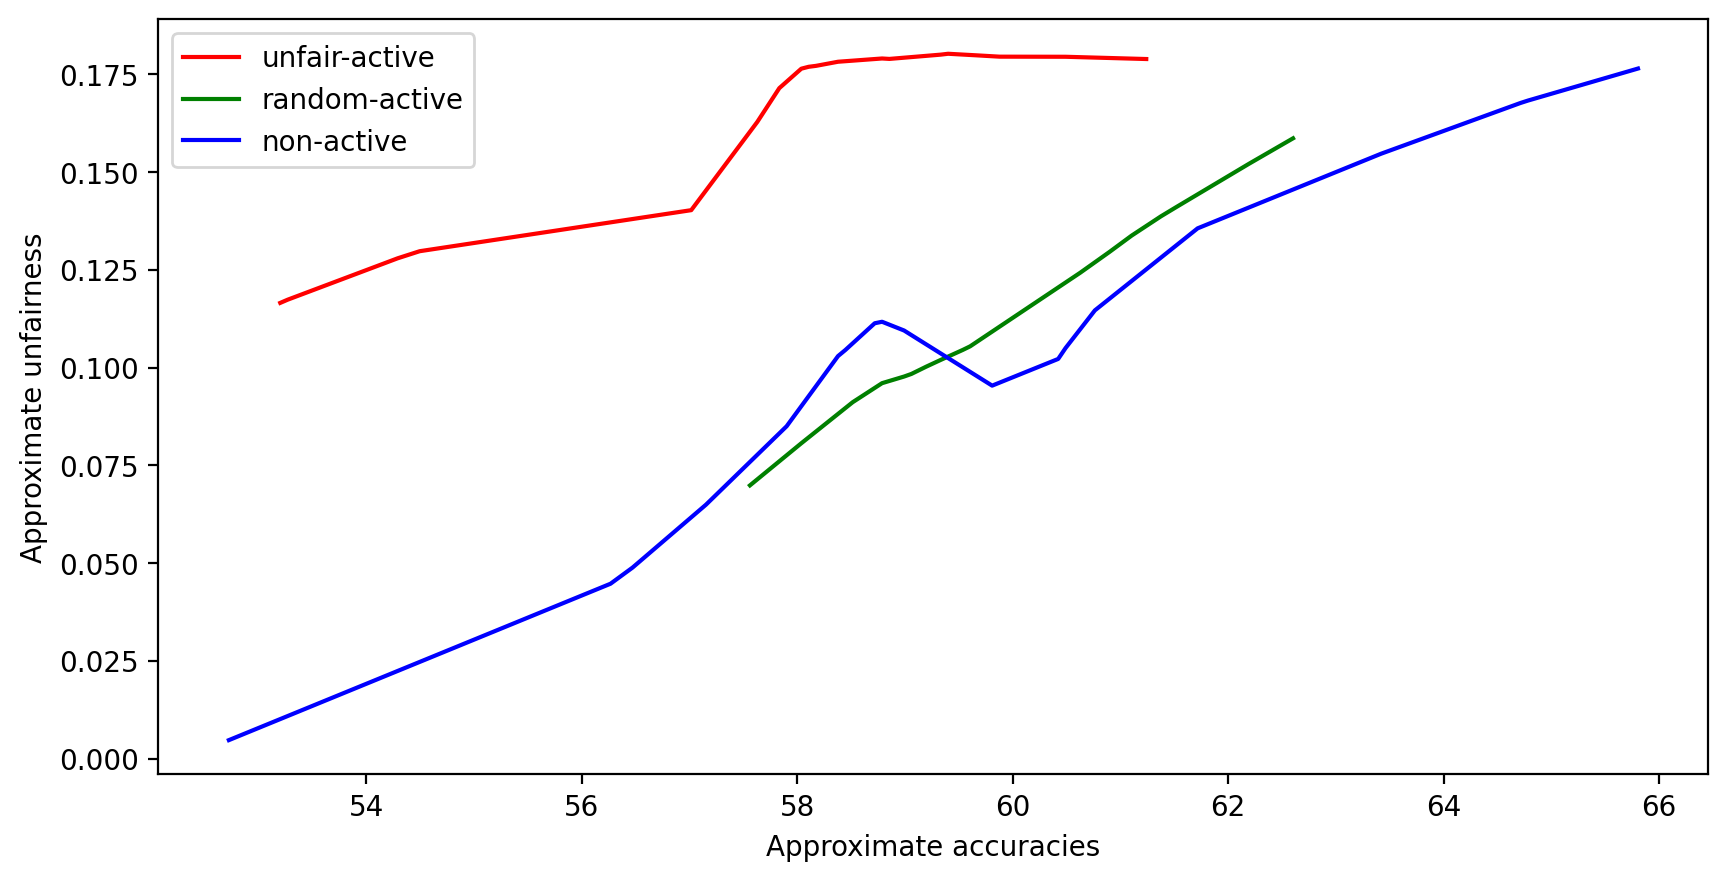 unfair-active
random-active
non-active
0.175
0.150
0.125
0.100
0.075
0.050
0.025
0.000
Approximate unfairness
54 56 58 60 62 64 66
Approximate accuracies